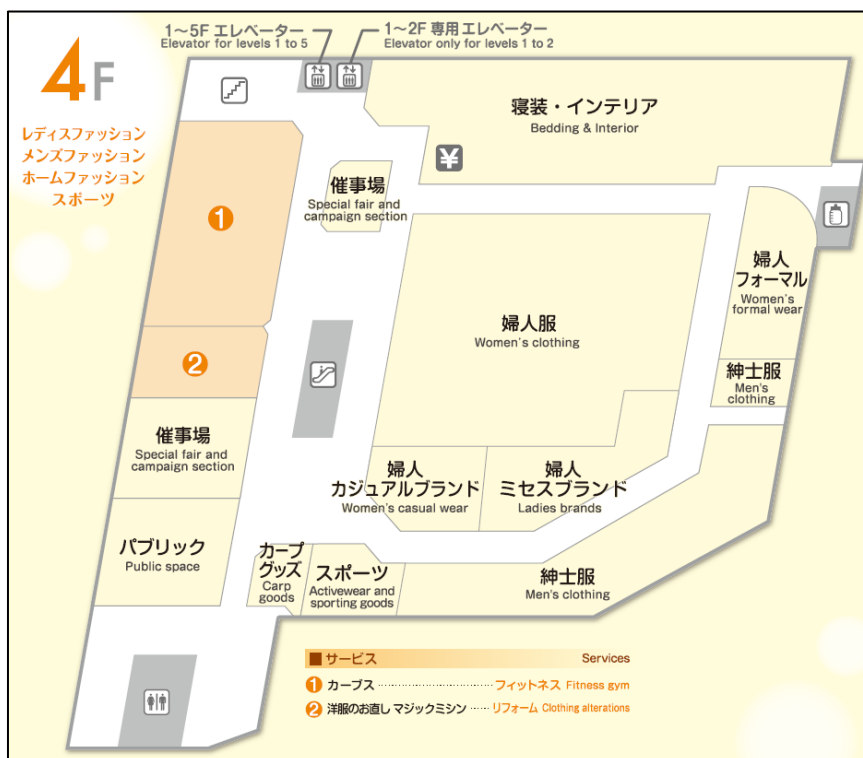 4F
レディスファッション
メンズファッション
ホームファッション
スポーツ
1～5F エレベーター
Elevator for levels 1 to 5
1～2F 専用エレベーター
Elevator only for levels 1 to 2
寝装・インテリア
Bedding & Interior
¥
催事場
Special fair and
campaign section
1
婦人
フォーマル
Women's
formal wear
婦人服
Women's clothing
2
紳士服
Men's
clothing
催事場
Special fair and
campaign section
婦人
カジュアルブランド
Women's casual wear
婦人
ミセスブランド
Ladies brands
パブリック
Public space
カープ
グッズ
Carp
goods
スポーツ
Activewear and
sporting goods
紳士服
Men's clothing
■サービス Services
1 カーブス ……………………… フィットネス Fitness gym
2 洋服のお直し マジックミシン …… リフォーム Clothing alterations